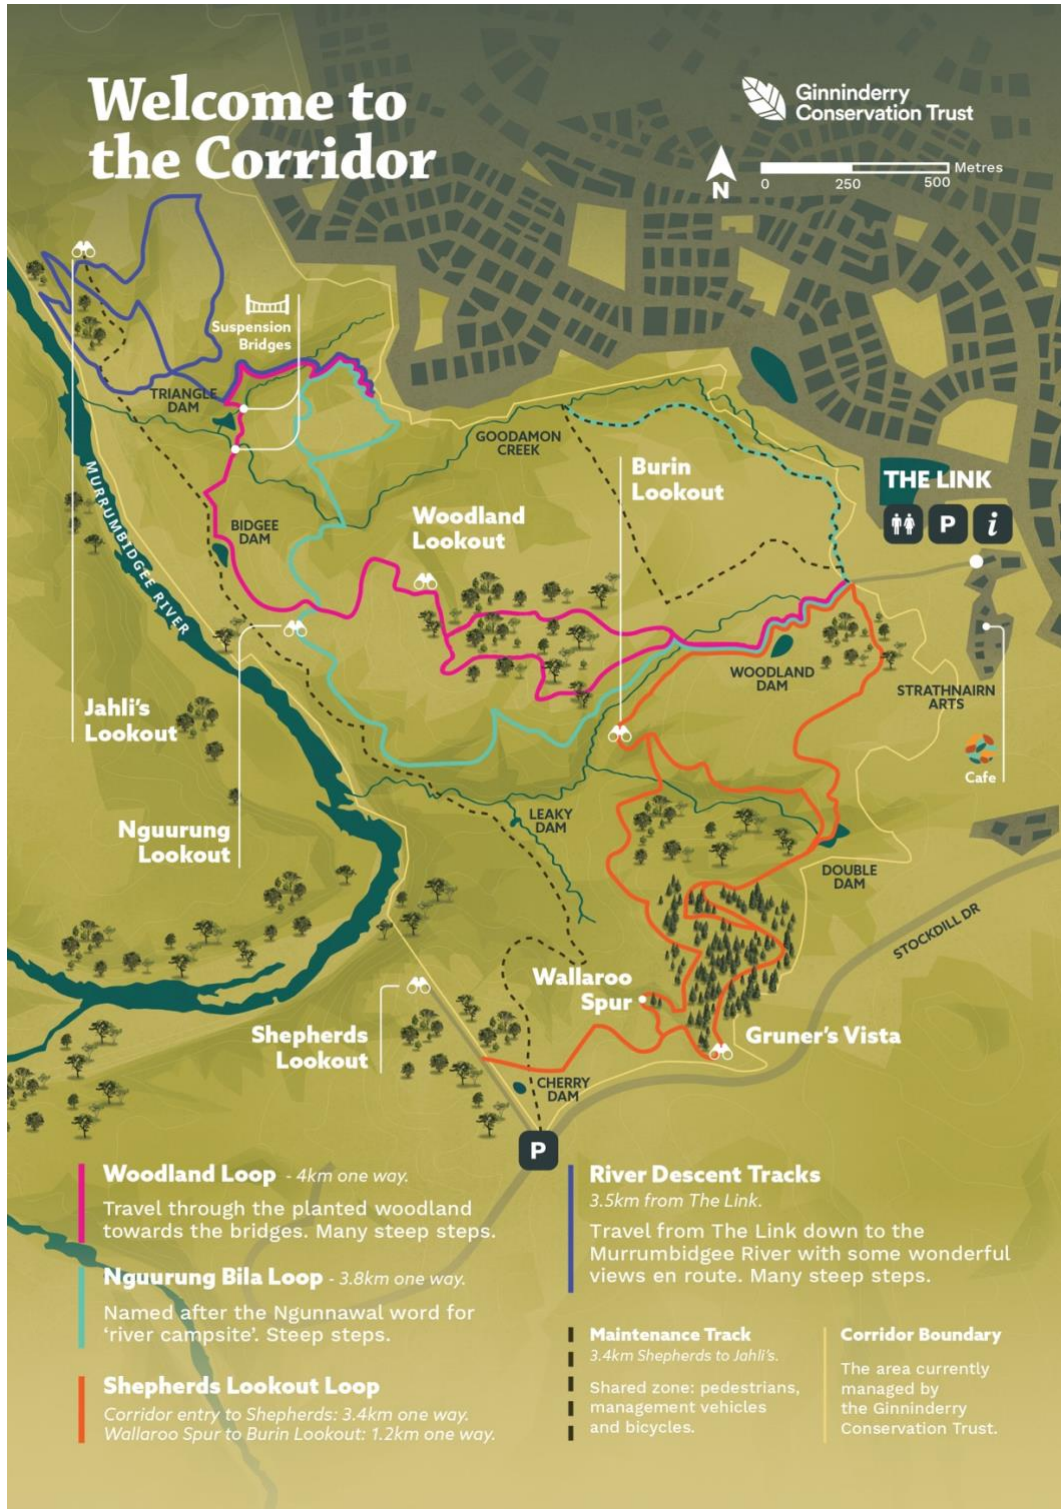 Welcome to
the Corridor
Ginninderry
Conservation Trust
N
Metres
0
250
500
Suspension
Bridges
TRIANGLE
DAM
GOODAMON
CREEK
Burin
Lookout
THE LINK
P
i
MURRUMBIDGEE RIVER
BIDGEE
DAM
Woodland
Lookout
WOODLAND
DAM
STRATHNAIRN
ARTS
Jahli's
Lookout
Cafe
Nguurung
Lookout
LEAKY
DAM
DOUBLE
DAM
STOCKDILL DR
Wallaroo
Spur
Shepherds
Lookout
Gruner's Vista
CHERRY
DAM
P
Woodland Loop - 4km one way.
Travel through the planted woodland
towards the bridges. Many steep steps.
Nguurung Bila Loop - 3.8km one way.
Named after the Ngunnawal word for
‘river campsite’. Steep steps.
Shepherds Lookout Loop
Corridor entry to Shepherds: 3.4km one way.
Wallaroo Spur to Burin Lookout: 1.2km one way.
River Descent Tracks
3.5km from The Link.
Travel from The Link down to the
Murrumbidgee River with some wonderful
views en route. Many steep steps.
Maintenance Track
3.4km Shepherds to Jahli's.
Shared zone: pedestrians,
management vehicles
and bicycles.
Corridor Boundary
The area currently
managed by
the Ginninderry
Conservation Trust.